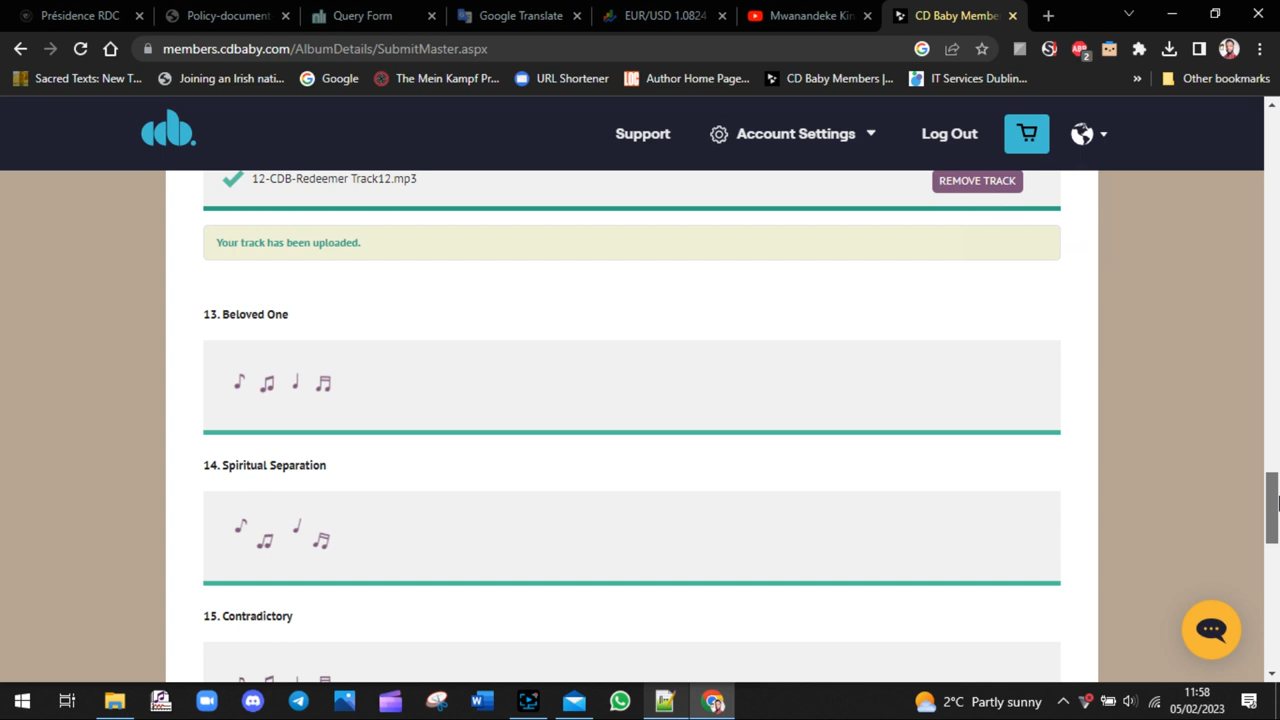 Présidence RDC
Policy-document
Query Form
Google Translate
EUR/USD 1.0824
Mwanandeke Kin
CD Baby Membe
members.cdbaby.com/AlbumDetails/SubmitMaster.aspx
2
Sacred Texts: New T...
Joining an Irish nati...
Google
The Mein Kampf Pr...
URL Shortener
Author Home Page...
CD Baby Members |...
IT Services Dublin,...
Other bookmarks
Support
Account Settings
Log Out
12-CDB-Redeemer Track12.mp3
REMOVE TRACK
Your track has been uploaded.
13. Beloved One
14. Spiritual Separation
15. Contradictory
2°C Partly sunny
11:58
05/02/2023